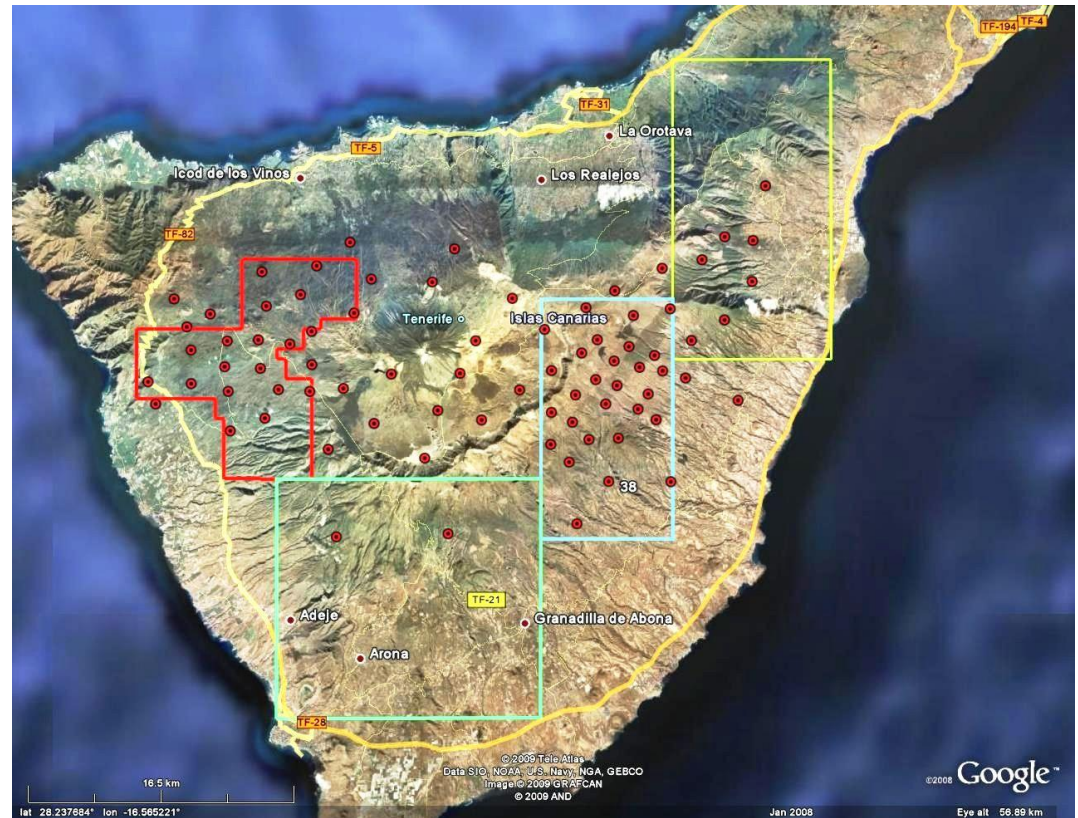 TF-194
TF-4
TF-31
La Orotava
TF-5
Icod de los Vinos
Los Realejos
TF-82
Tenerife
Islas Canarias
38
TF-21
Adeje
Granadilla de Abona
Arona
TF-28
© 2009 Tele Atlas
Data SIO, NOAA, U.S. Navy, NGA, GEBCO
Image © 2009 GRAFCAN
© 2009 AND
©2008 Google™
16.5 km
lat 28.237684° lon -16.565221°
Jan 2008
Eye alt 56.89 km